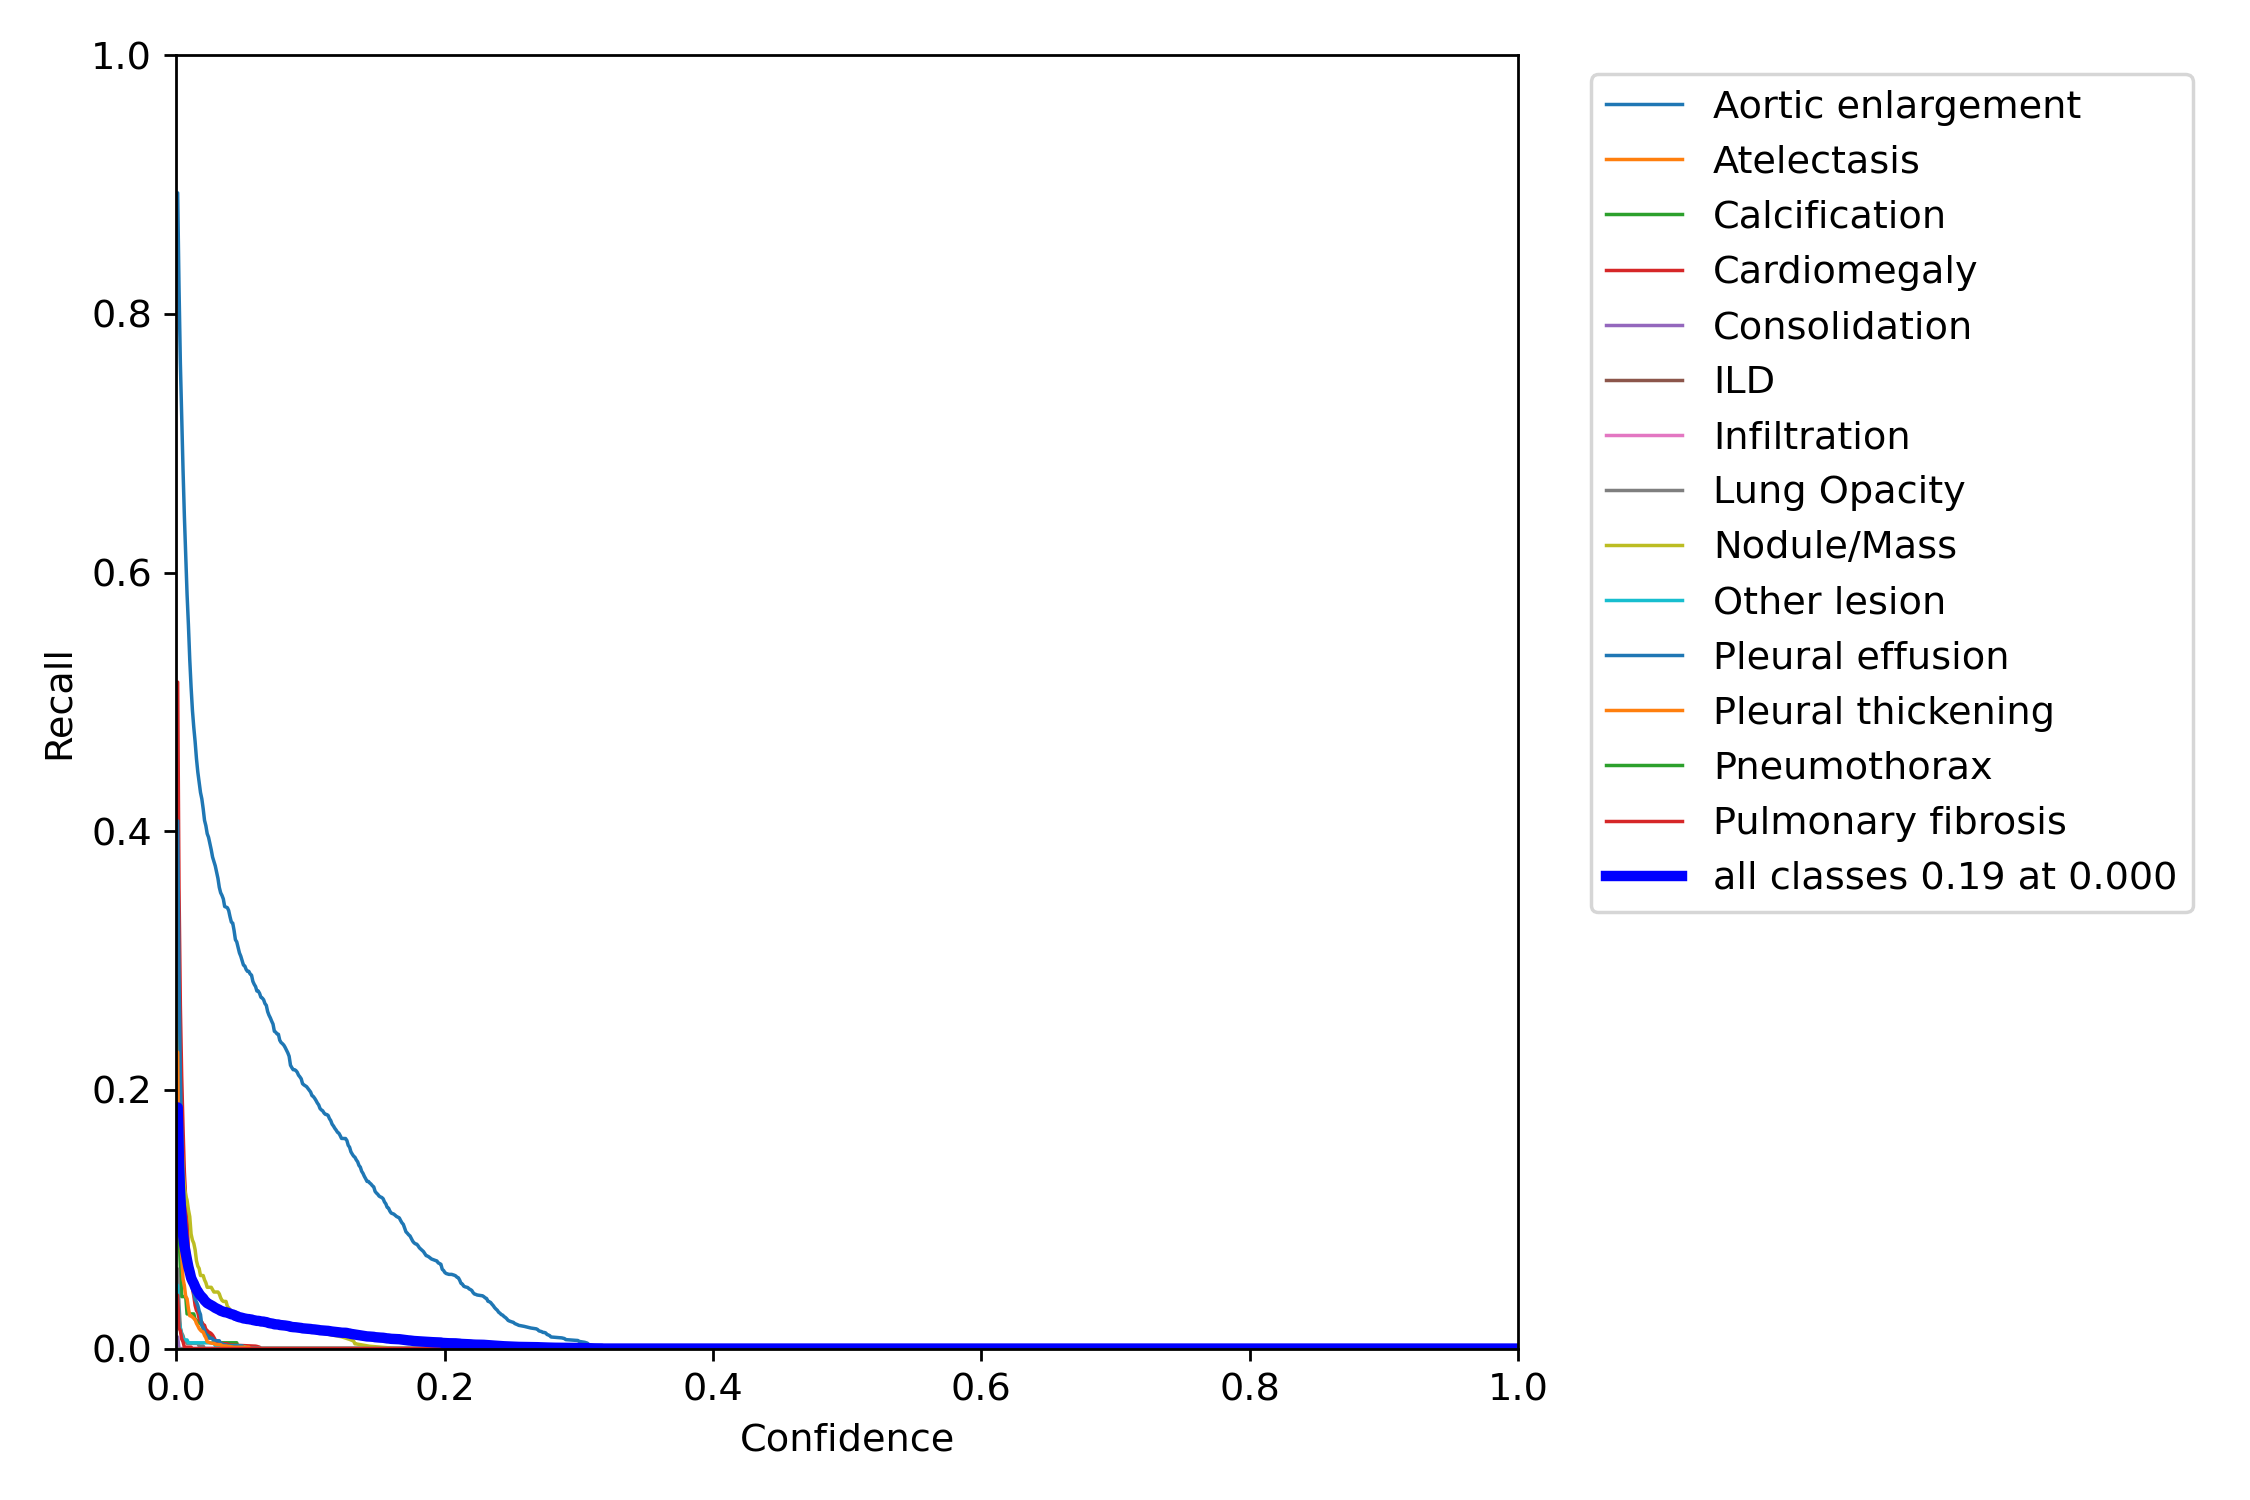 1.0
0.8
0.6
0.4
0.2
0.0
Recall
0.0 0.2 0.4 0.6 0.8 1.0
Confidence
Aortic enlargement
Atelectasis
Calcification
Cardiomegaly
Consolidation
ILD
Infiltration
Lung Opacity
Nodule/Mass
Other lesion
Pleural effusion
Pleural thickening
Pneumothorax
Pulmonary fibrosis
all classes 0.19 at 0.000